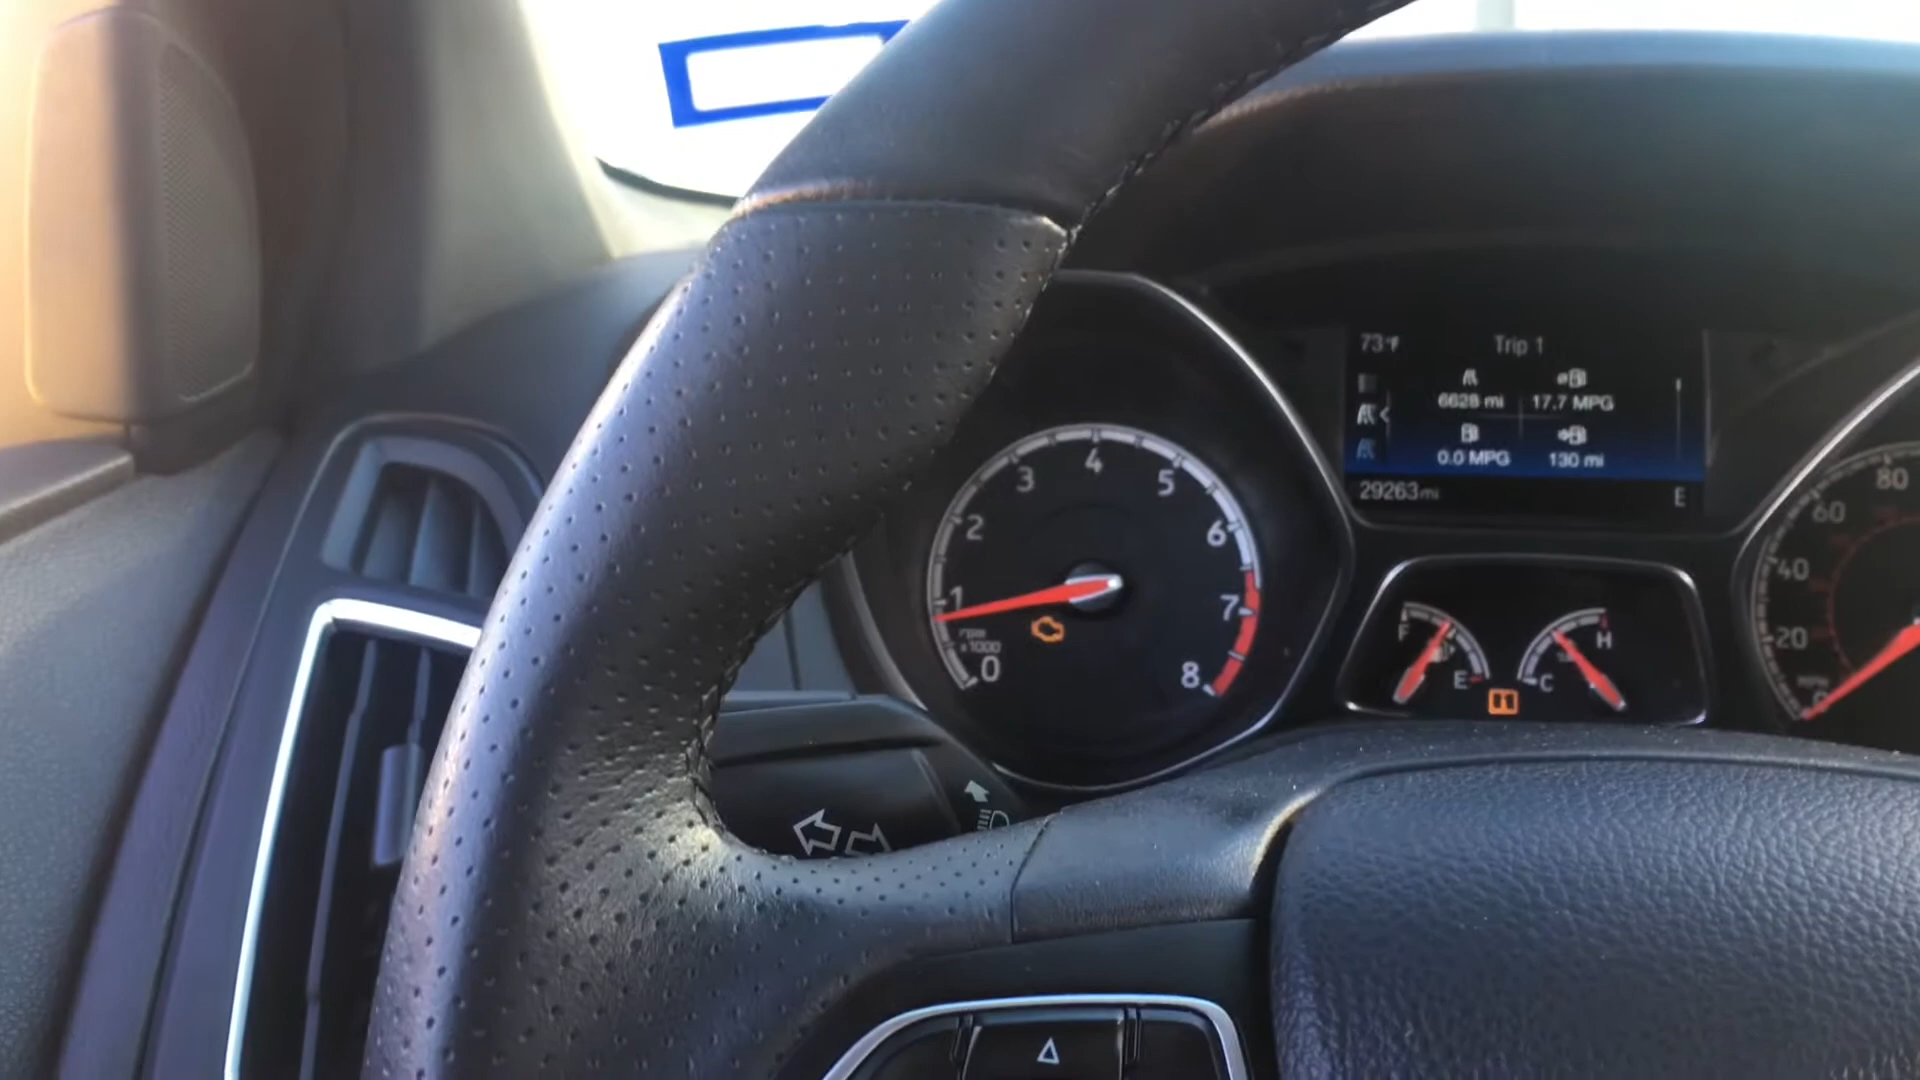 73°F Trip 1
6628 mi 17.7 MPG
0.0 MPG 130 mi
29263mi E
0 1 2 3 4 5 6 7 8
rpm
x1000
F E
C H
20 40 60 80